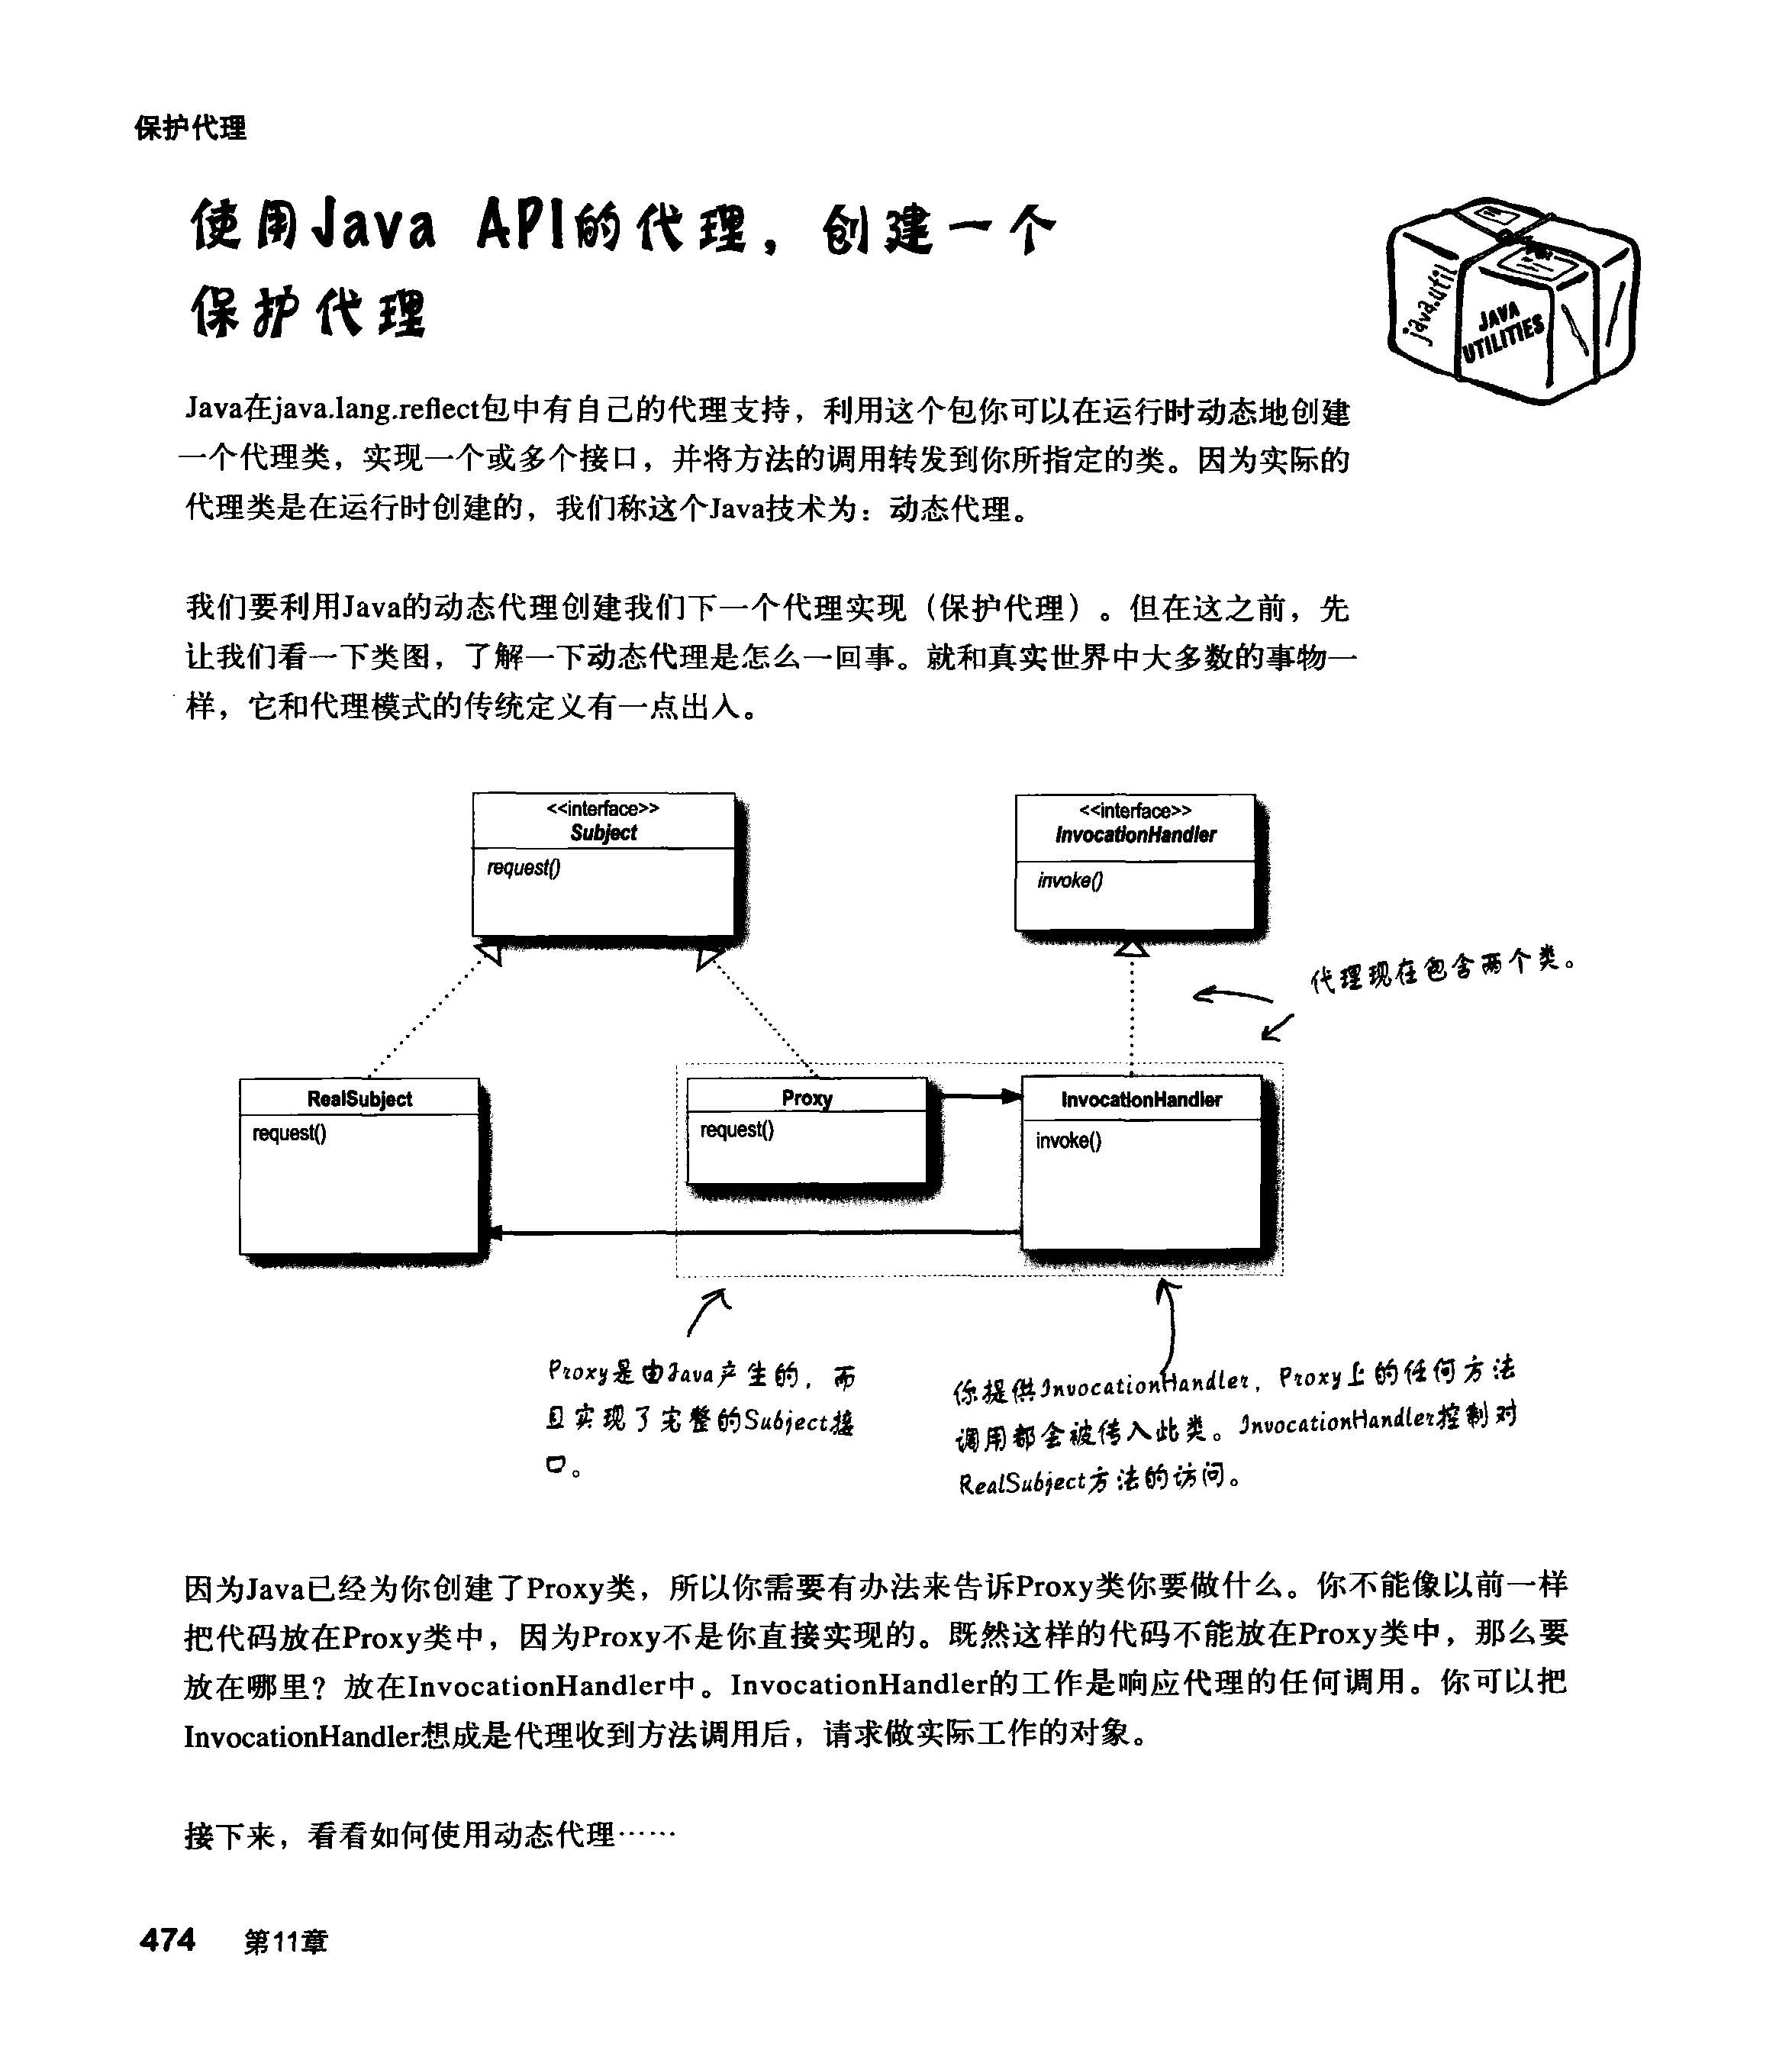 保护代理
使用Java API的代理，创建一个
保护代理
java.util
JAVA
UTILITIES
Java在java.lang.reflect包中有自己的代理支持，利用这个包你可以在运行时动态地创建
一个代理类，实现一个或多个接口，并将方法的调用转发到你所指定的类。因为实际的
代理类是在运行时创建的，我们称这个Java技术为：动态代理。
我们要利用Java的动态代理创建我们下一个代理实现（保护代理）。但在这之前，先
让我们看一下类图，了解一下动态代理是怎么一回事。就和真实世界中大多数的事物一
样，它和代理模式的传统定义有一点出入。
<<interface>>
Subject
request()
<<interface>>
InvocationHandler
invoke()
代理现在包含两个类。
RealSubject
request()
Proxy
request()
InvocationHandler
invoke()
Proxy是由Java产生的，而
且实现了完整的Subject接
口。
你提供InvocationHandler，Proxy上的任何方法
调用都会被传入此类。InvocationHandler控制对
RealSubject方法的访问。
因为Java已经为你创建了Proxy类，所以你需要有办法来告诉Proxy类你要做什么。你不能像以前一样
把代码放在Proxy类中，因为Proxy不是你直接实现的。既然这样的代码不能放在Proxy类中，那么要
放在哪里？放在InvocationHandler中。InvocationHandler的工作是响应代理的任何调用。你可以把
InvocationHandler想成是代理收到方法调用后，请求做实际工作的对象。
接下来，看看如何使用动态代理……
474 第11章